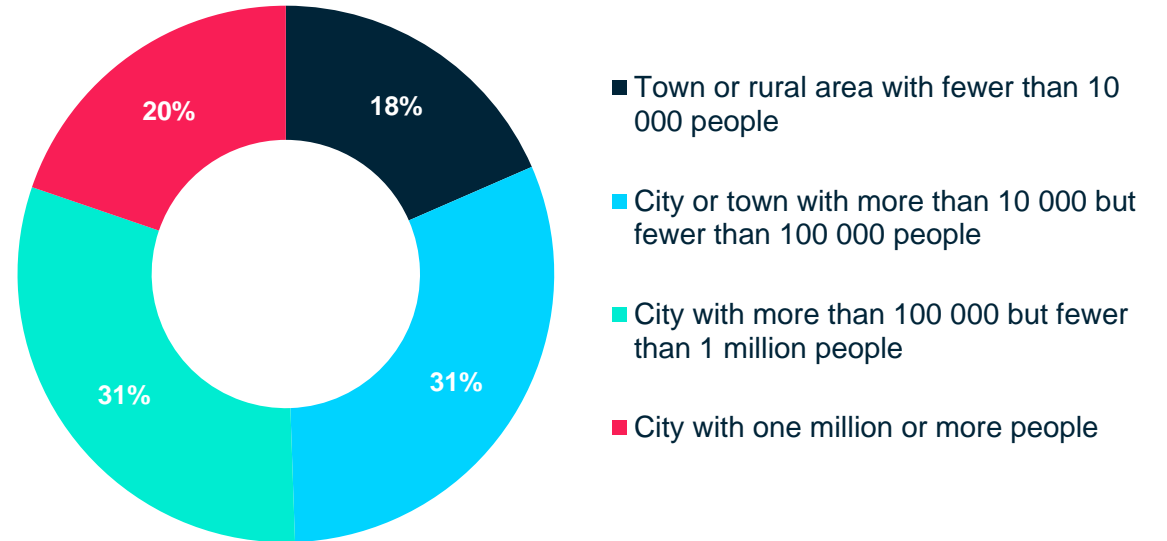 20%
18%
31%
31%
Town or rural area with fewer than 10
000 people
City or town with more than 10 000 but
fewer than 100 000 people
City with more than 100 000 but fewer
than 1 million people
City with one million or more people